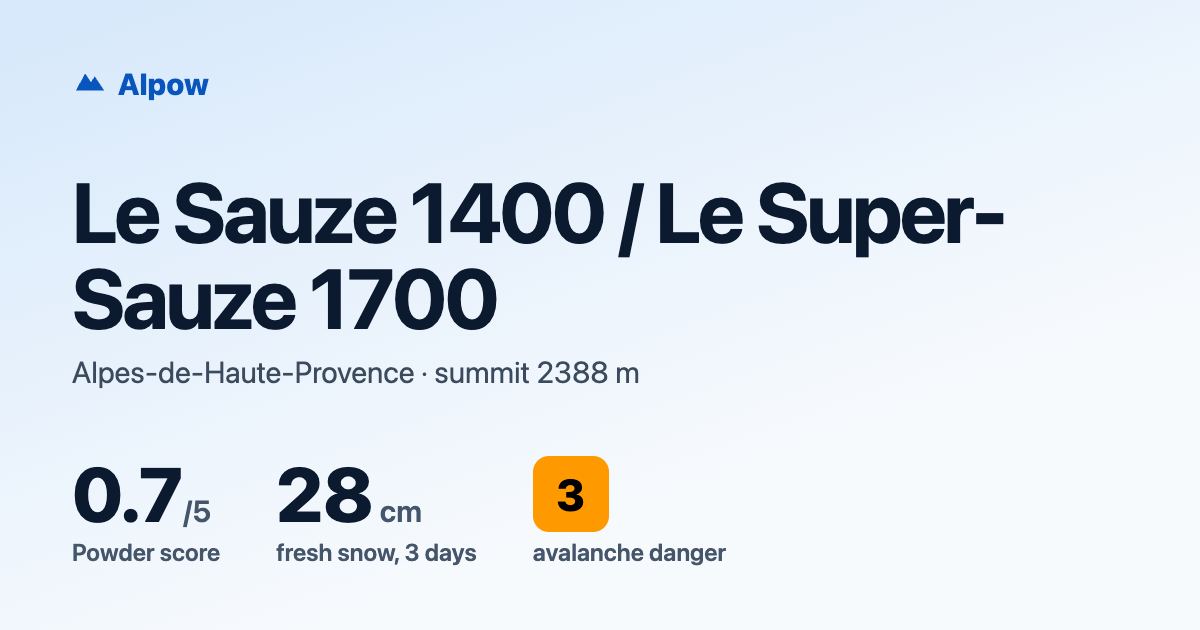 Alpow
Le Sauze 1400 / Le Super-
Sauze 1700
Alpes-de-Haute-Provence · summit 2388 m
0.7/5
Powder score
28 cm
fresh snow, 3 days
3
avalanche danger